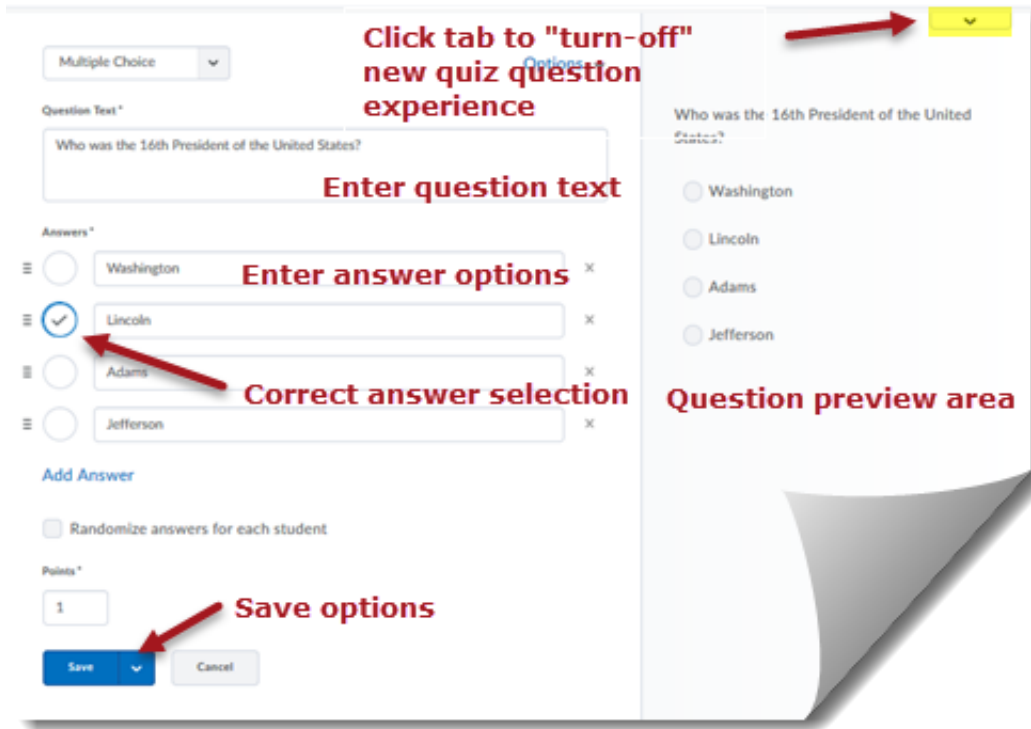 Click tab to "turn-off"
new quiz question
experience
Multiple Choice
Options
Question Text*
Who was the 16th President of the United States?
Enter question text
Answers*
Washington
Enter answer options
Lincoln
Adams
Correct answer selection
Jefferson
Add Answer
Randomize answers for each student
Points*
1
Save options
Save
Cancel
Who was the 16th President of the United
States?
Washington
Lincoln
Adams
Jefferson
Question preview area